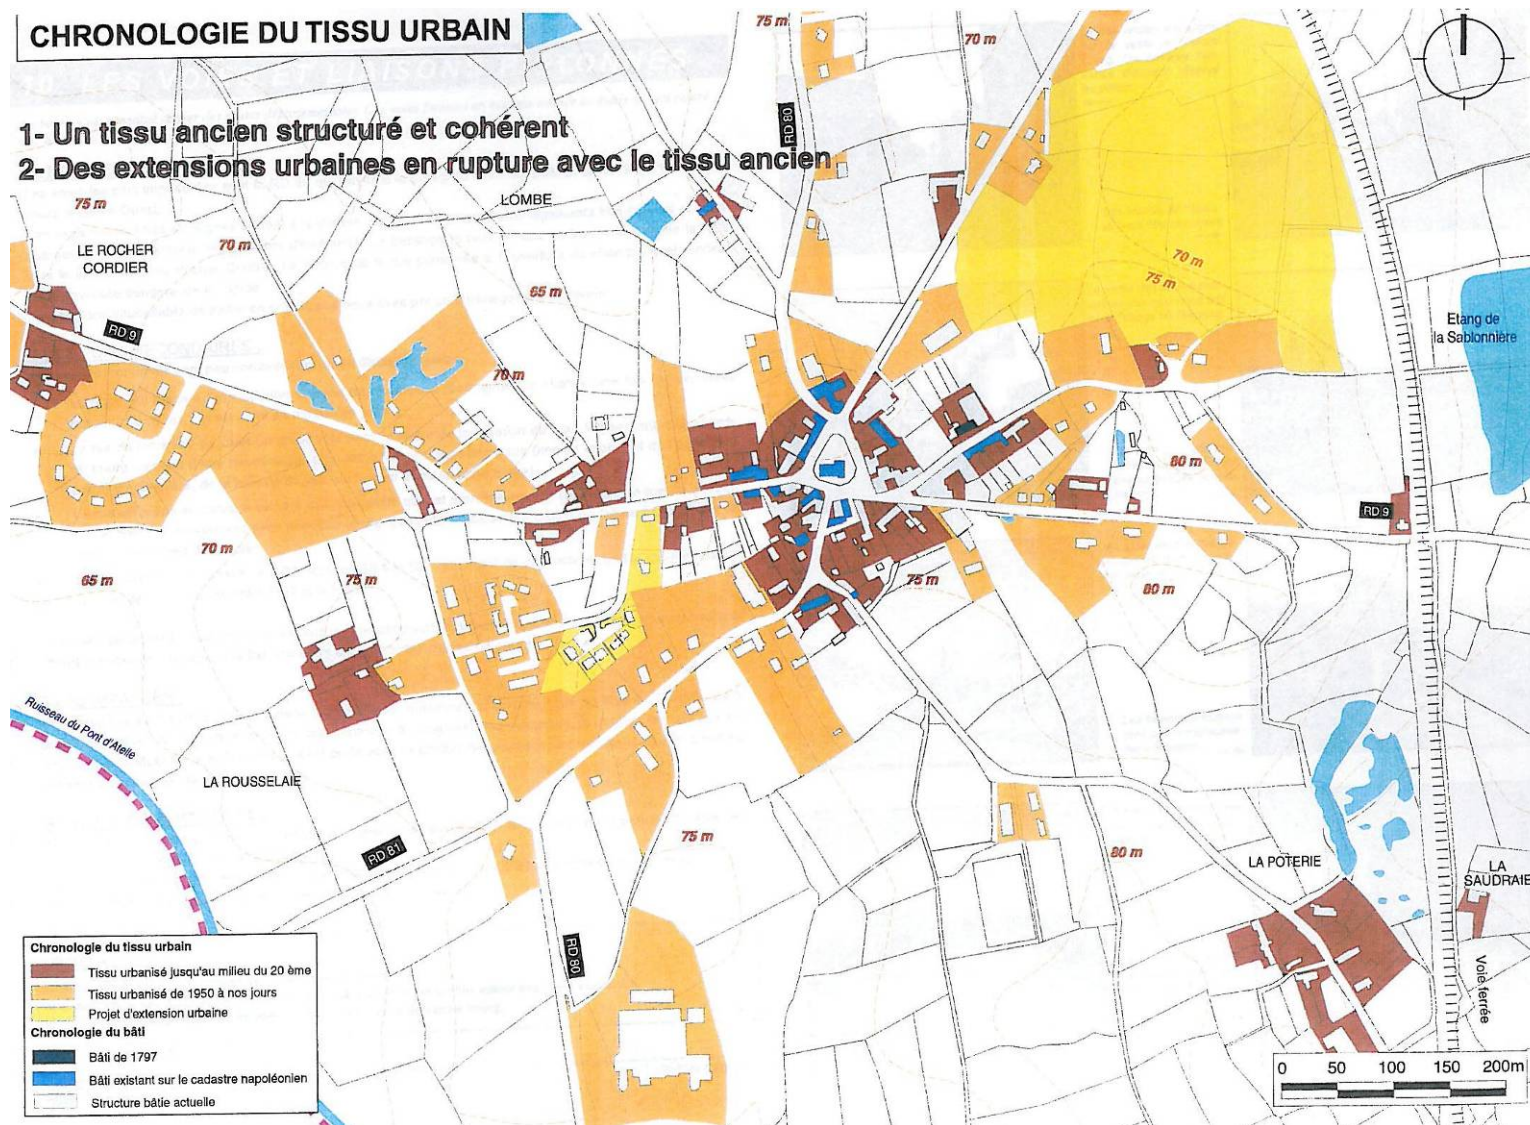 CHRONOLOGIE DU TISSU URBAIN
1- Un tissu ancien structuré et cohérent
2- Des extensions urbaines en rupture avec le tissu ancien
75 m
70 m
RD 80
LOMBE
75 m
LE ROCHER
CORDIER
70 m
65 m
70 m
75 m
Etang de
la Sablonnière
RD 9
70 m
80 m
RD 9
70 m
65 m
75 m
75 m
80 m
Ruisseau du Pont d'Atelle
LA ROUSSELAIE
75 m
RD 81
80 m
LA POTERIE
LA
SAUDRAIE
RD 80
Voie ferrée
Chronologie du tissu urbain
Tissu urbanisé jusqu'au milieu du 20 ème
Tissu urbanisé de 1950 à nos jours
Projet d'extension urbaine
Chronologie du bâti
Bâti de 1797
Bâti existant sur le cadastre napoléonien
Structure bâtie actuelle
0 50 100 150 200m